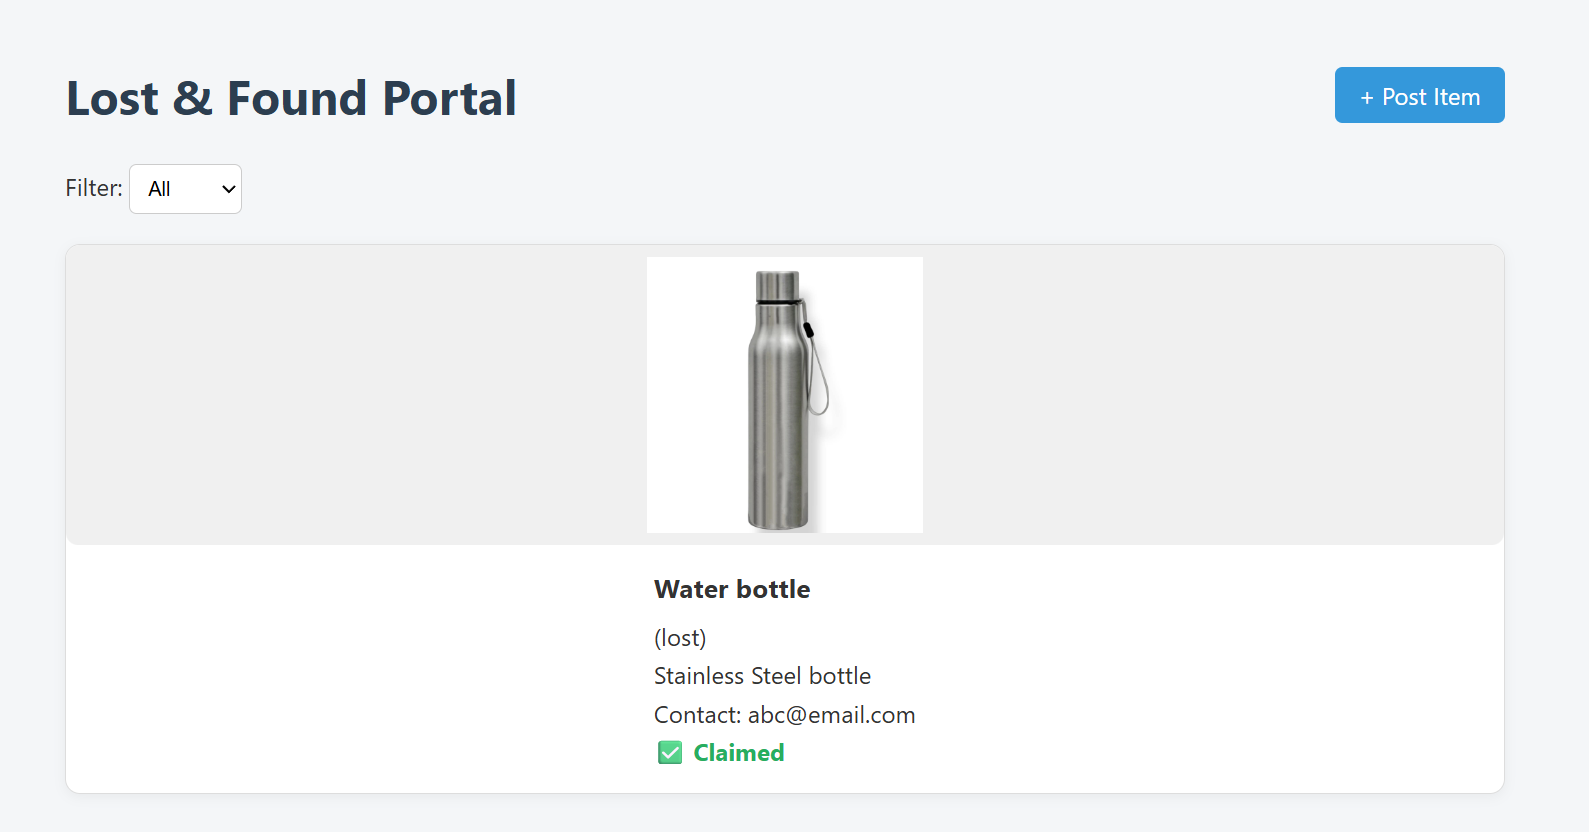 Lost & Found Portal
+ Post Item
Filter: All
Water bottle
(lost)
Stainless Steel bottle
Contact: abc@email.com
✅ Claimed